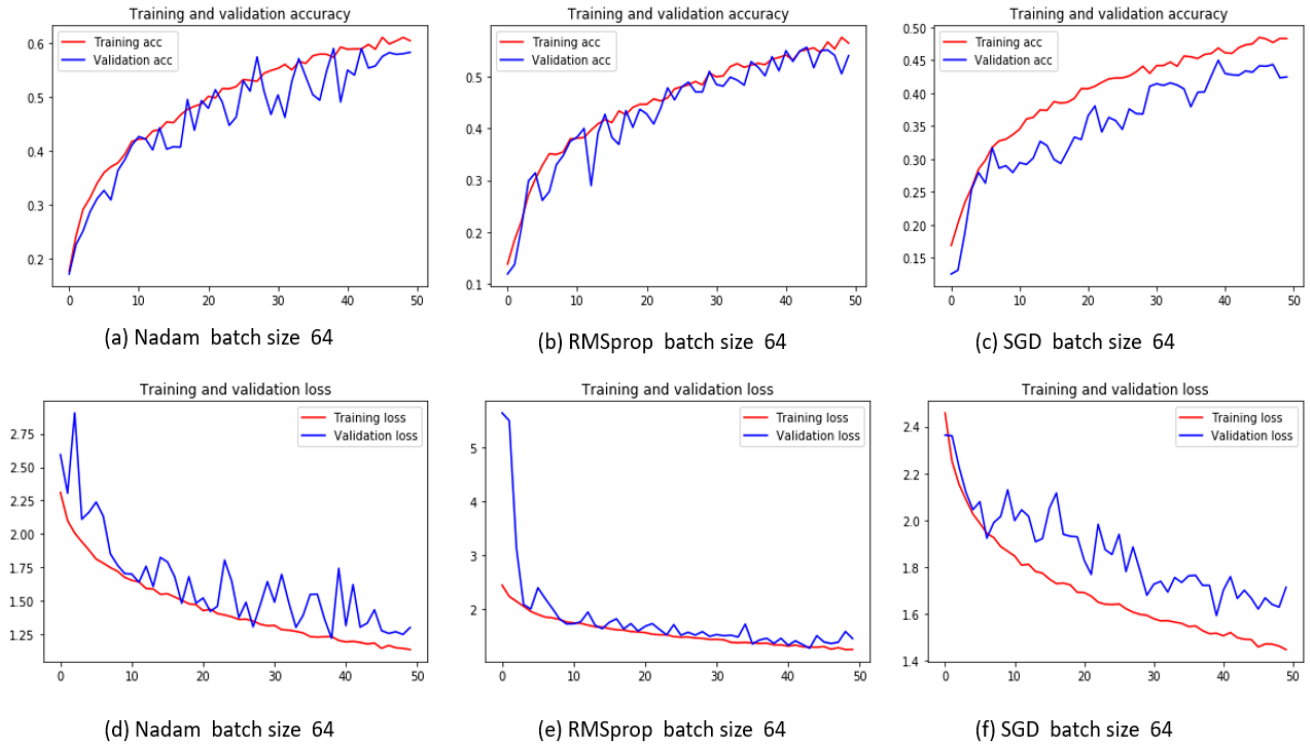 Training and validation accuracy
Training acc
Validation acc
0.6
0.5
0.4
0.3
0.2
0 10 20 30 40 50
(a) Nadam batch size 64
Training and validation accuracy
Training acc
Validation acc
0.5
0.4
0.3
0.2
0.1
0 10 20 30 40 50
(b) RMSprop batch size 64
Training and validation accuracy
Training acc
Validation acc
0.50
0.45
0.40
0.35
0.30
0.25
0.20
0.15
0 10 20 30 40 50
(c) SGD batch size 64
Training and validation loss
Training loss
Validation loss
2.75
2.50
2.25
2.00
1.75
1.50
1.25
0 10 20 30 40 50
(d) Nadam batch size 64
Training and validation loss
Training loss
Validation loss
5
4
3
2
0 10 20 30 40 50
(e) RMSprop batch size 64
Training and validation loss
Training loss
Validation loss
2.4
2.2
2.0
1.8
1.6
1.4
0 10 20 30 40 50
(f) SGD batch size 64